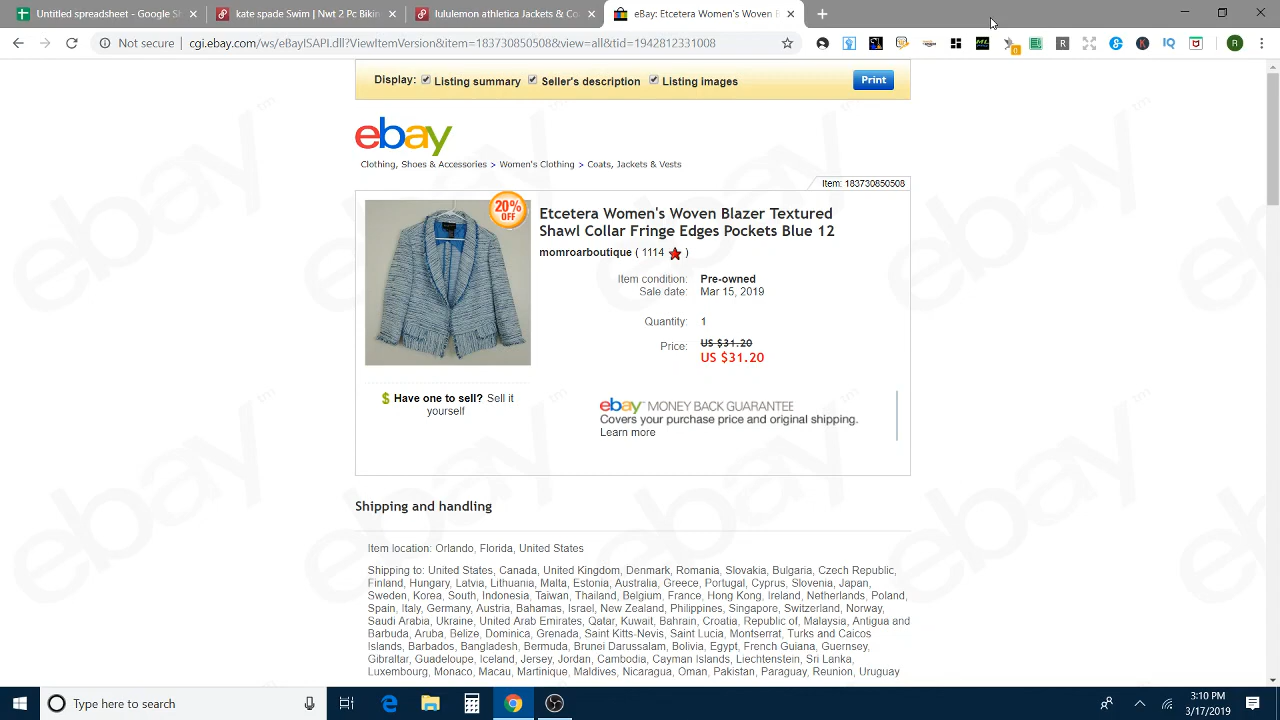 Untitled spreadsheet - Google Sh
kate spade Swim | Nwt 2 Pc Bikin
lululemon athletica Jackets & Co
eBay: Etcetera Women's Woven B
Not secure
cgi.ebay.com/ws/eBayISAPI.dll?ViewItemVersion&item=183730850508&view=all&tid=1942812331008
Display:
Listing summary
Seller's description
Listing images
Print
ebay
Clothing, Shoes & Accessories > Women's Clothing > Coats, Jackets & Vests
Item: 183730850508
20%
OFF
Etcetera Women's Woven Blazer Textured
Shawl Collar Fringe Edges Pockets Blue 12
momroarboutique ( 1114 )
Item condition: Pre-owned
Sale date: Mar 15, 2019
Quantity: 1
US $31.20
Price:
US $31.20
$ Have one to sell? Sell it
yourself
ebay™ MONEY BACK GUARANTEE
Covers your purchase price and original shipping.
Learn more
Shipping and handling
Item location: Orlando, Florida, United States
Shipping to: United States, Canada, United Kingdom, Denmark, Romania, Slovakia, Bulgaria, Czech Republic,
Finland, Hungary, Latvia, Lithuania, Malta, Estonia, Australia, Greece, Portugal, Cyprus, Slovenia, Japan,
Sweden, Korea, South, Indonesia, Taiwan, Thailand, Belgium, France, Hong Kong, Ireland, Netherlands, Poland,
Spain, Italy, Germany, Austria, Bahamas, Israel, New Zealand, Philippines, Singapore, Switzerland, Norway,
Saudi Arabia, Ukraine, United Arab Emirates, Qatar, Kuwait, Bahrain, Croatia, Republic of, Malaysia, Antigua and
Barbuda, Aruba, Belize, Dominica, Grenada, Saint Kitts-Nevis, Saint Lucia, Montserrat, Turks and Caicos
Islands, Barbados, Bangladesh, Bermuda, Brunei Darussalam, Bolivia, Egypt, French Guiana, Guernsey,
Gibraltar, Guadeloupe, Iceland, Jersey, Jordan, Cambodia, Cayman Islands, Liechtenstein, Sri Lanka,
Luxembourg, Monaco, Macau, Martinique, Maldives, Nicaragua, Oman, Pakistan, Paraguay, Reunion, Uruguay
Type here to search
3:10 PM
3/17/2019